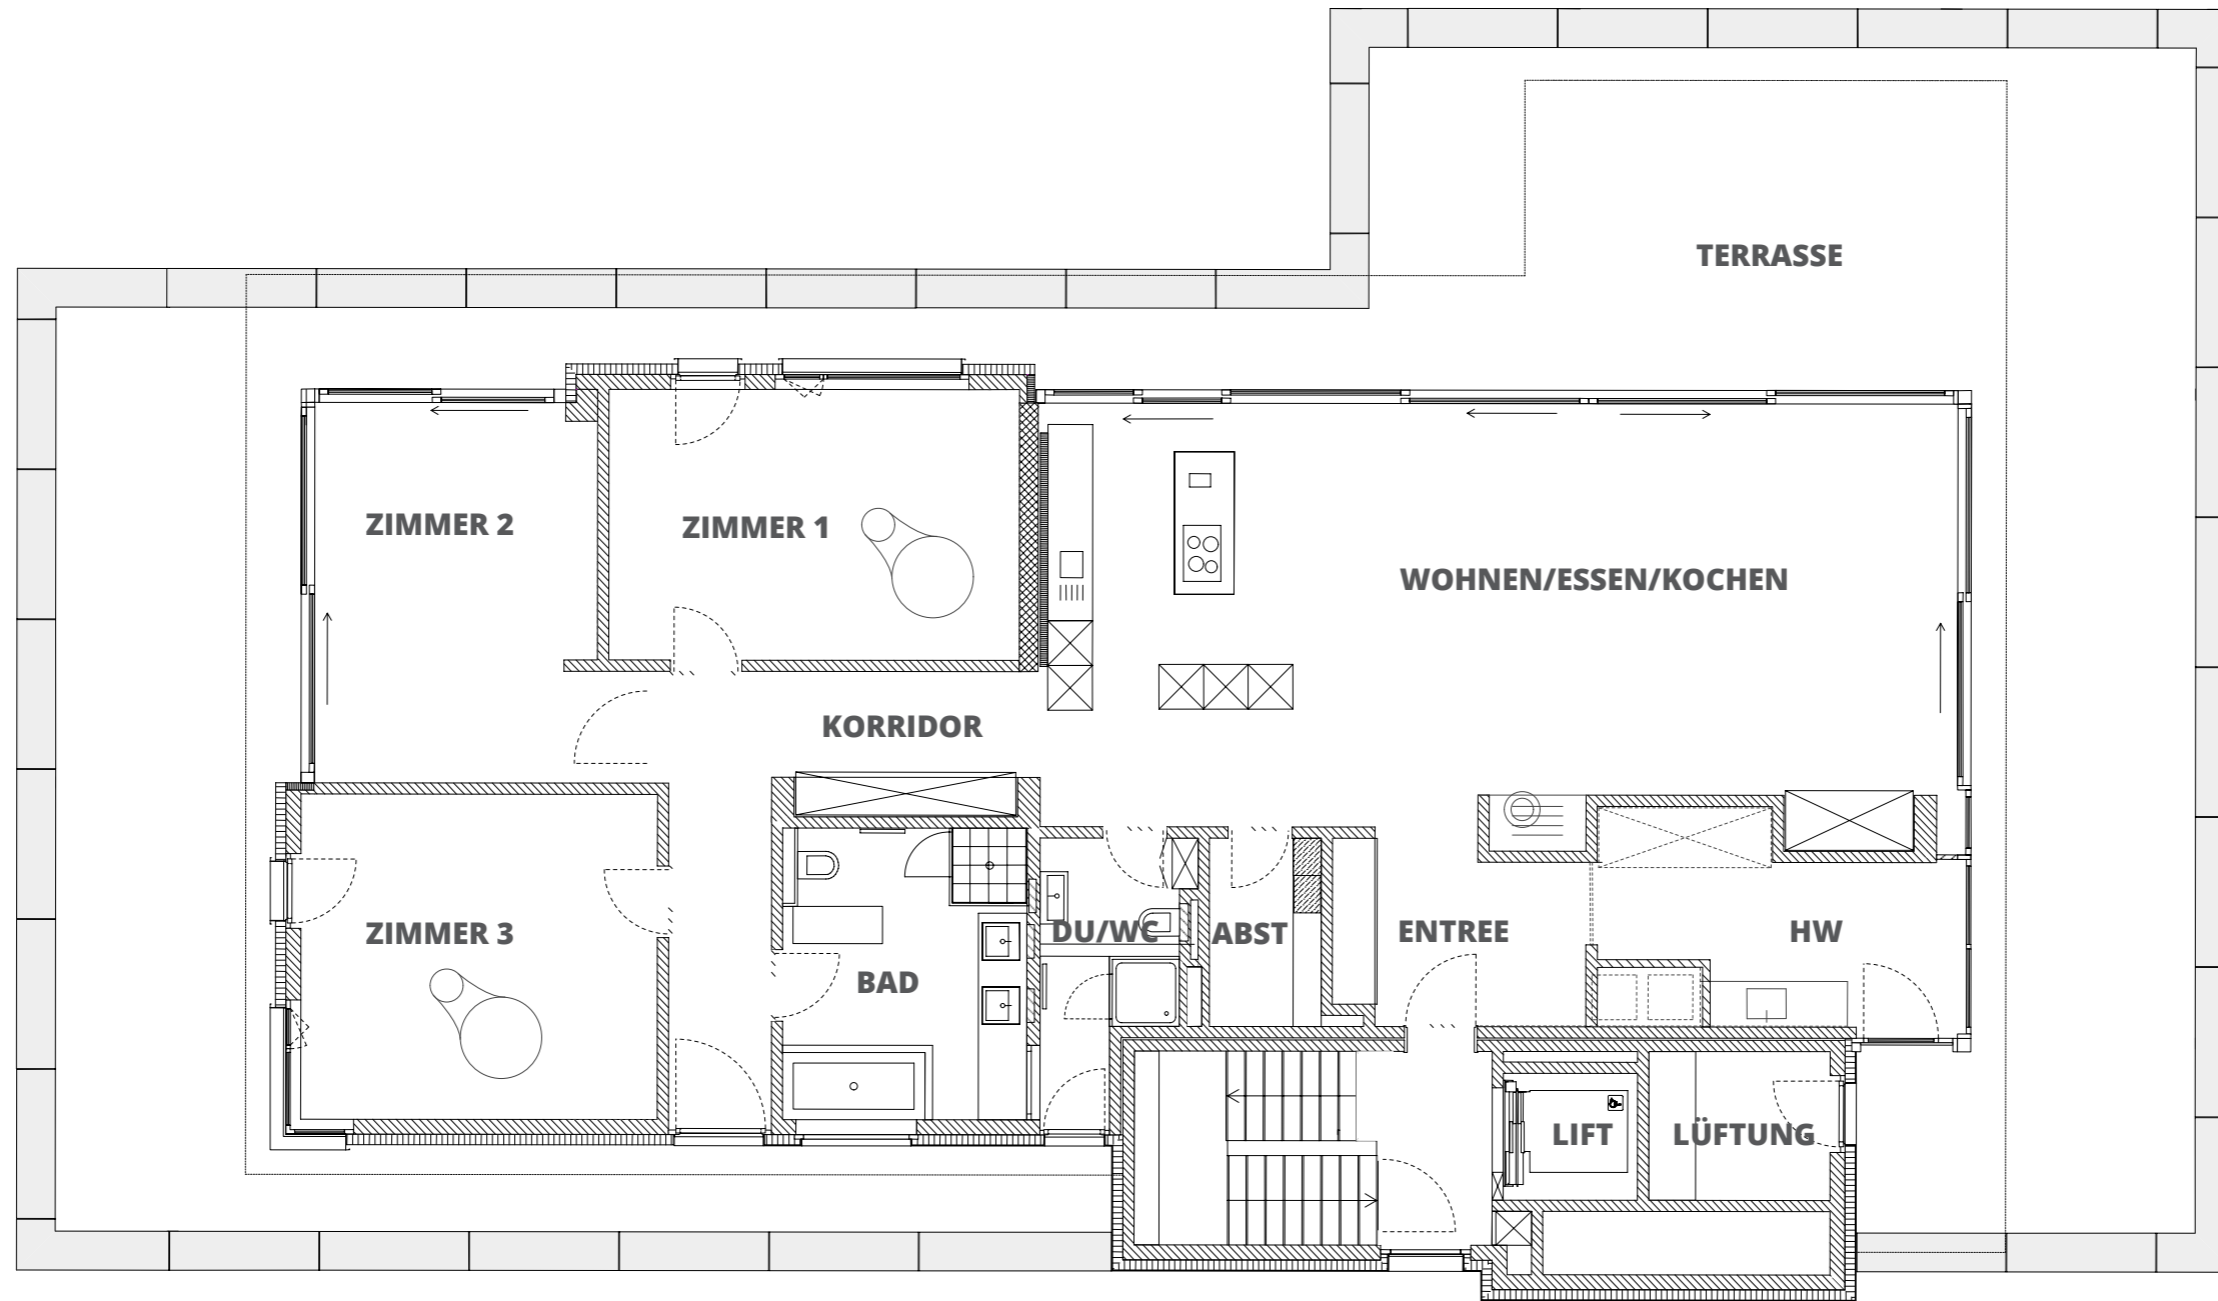 TERRASSE
ZIMMER 2
ZIMMER 1
WOHNEN/ESSEN/KOCHEN
KORRIDOR
ZIMMER 3
BAD
DU/WC
ABST
ENTREE
HW
LIFT
LÜFTUNG